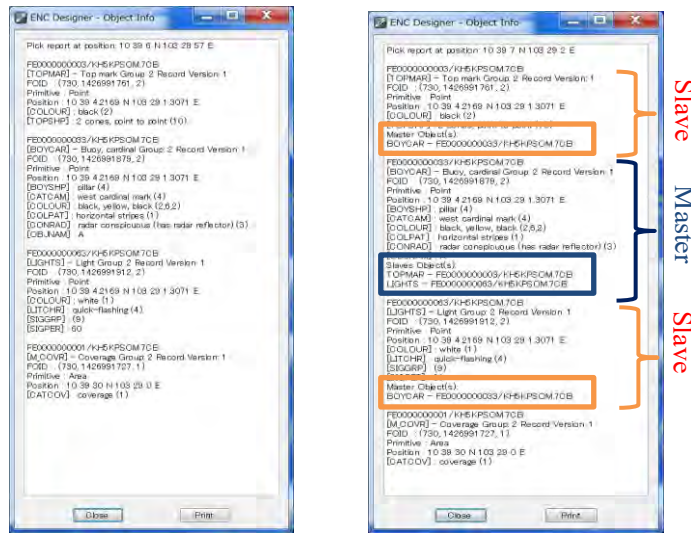 ENC Designer - Object Info
Pick report at position: 10 39 6 N 103 28 57 E
FE0000000003/KH5KPSOM.7CB
[TOPMAR] - Top mark Group: 2 Record Version: 1
FOID : (730, 1426991761, 2)
Primitive : Point
Position : 10 39 4.2169 N 103 29 1.3071 E
[COLOUR] : black (2)
[TOPSHP] : 2 cones, point to point (10)
FE0000000033/KH5KPSOM.7CB
[BOYCAR] - Buoy, cardinal Group: 2 Record Version: 1
FOID : (730, 1426991879, 2)
Primitive : Point
Position : 10 39 4.2169 N 103 29 1.3071 E
[BOYSHP] : pillar (4)
[CATCAM] : west cardinal mark (4)
[COLOUR] : black, yellow, black (2,6,2)
[COLPAT] : horizontal stripes (1)
[CONRAD] : radar conspicuous (has radar reflector) (3)
[OBJNAM] : A
FE0000000063/KH5KPSOM.7CB
[LIGHTS] - Light Group: 2 Record Version: 1
FOID : (730, 1426991912, 2)
Primitive : Point
Position : 10 39 4.2169 N 103 29 1.3071 E
[COLOUR] : white (1)
[LITCHR] : quick-flashing (4)
[SIGGRP] : (9)
[SIGPER] : 60
FE0000000001/KH5KPSOM.7CB
[M_COVR] - Coverage Group: 2 Record Version: 1
FOID : (730, 1426991727, 1)
Primitive : Area
Position : 10 39 30 N 103 29 0 E
[CATCOV] : coverage (1)
Close Print
ENC Designer - Object Info
Pick report at position: 10 39 7 N 103 29 2 E
FE0000000003/KH5KPSOM.7CB
[TOPMAR] - Top mark Group: 2 Record Version: 1
FOID : (730, 1426991761, 2)
Primitive : Point
Position : 10 39 4.2169 N 103 29 1.3071 E
[COLOUR] : black (2)
Master Object(s):
BOYCAR - FE0000000033/KH5KPSOM.7CB
FE0000000033/KH5KPSOM.7CB
[BOYCAR] - Buoy, cardinal Group: 2 Record Version: 1
FOID : (730, 1426991879, 2)
Primitive : Point
Position : 10 39 4.2169 N 103 29 1.3071 E
[BOYSHP] : pillar (4)
[CATCAM] : west cardinal mark (4)
[COLOUR] : black, yellow, black (2,6,2)
[COLPAT] : horizontal stripes (1)
[CONRAD] : radar conspicuous (has radar reflector) (3)
Slaves Object(s):
TOPMAR - FE0000000003/KH5KPSOM.7CB
LIGHTS - FE0000000063/KH5KPSOM.7CB
FE0000000063/KH5KPSOM.7CB
[LIGHTS] - Light Group: 2 Record Version: 1
FOID : (730, 1426991912, 2)
Primitive : Point
Position : 10 39 4.2169 N 103 29 1.3071 E
[COLOUR] : white (1)
[LITCHR] : quick-flashing (4)
[SIGGRP] : (9)
Master Object(s):
BOYCAR - FE0000000033/KH5KPSOM.7CB
FE0000000001/KH5KPSOM.7CB
[M_COVR] - Coverage Group: 2 Record Version: 1
FOID : (730, 1426991727, 1)
Primitive : Area
Position : 10 39 30 N 103 29 0 E
[CATCOV] : coverage (1)
Close Print
Slave
Master
Slave